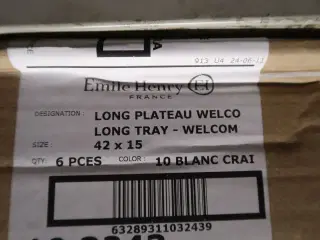 Emile Henry EH
FRANCE
DESIGNATION : LONG PLATEAU WELCO
LONG TRAY - WELCOM
SIZE : 42 x 15
QTY: 6 PCES COLOR : 10 BLANC CRAI
63289311032439